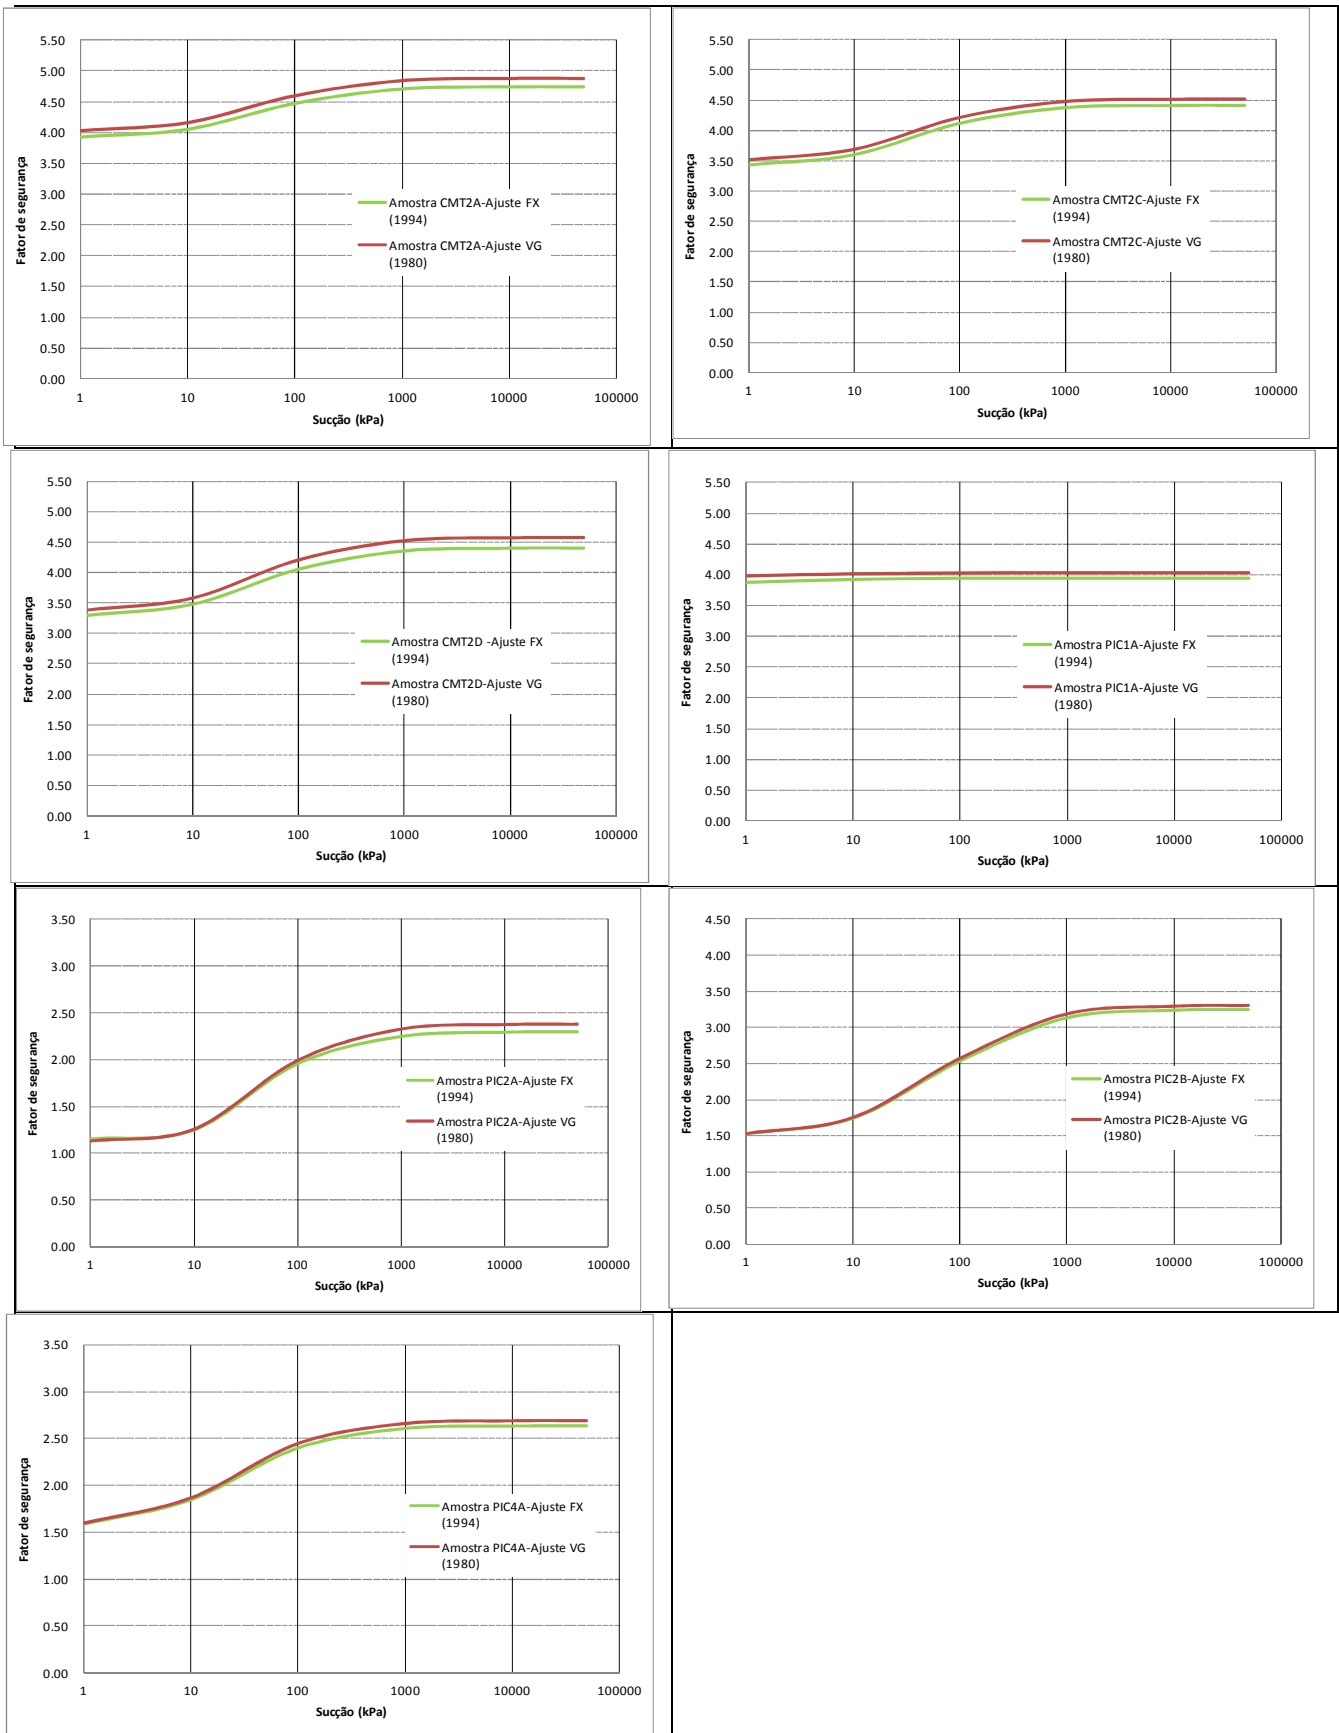 5.50
5.00
4.50
4.00
3.50
3.00
2.50
2.00
1.50
1.00
0.50
0.00
Fator de segurança
Amostra CMT2A-Ajuste FX
(1994)
Amostra CMT2A-Ajuste VG
(1980)
1 10 100 1000 10000 100000
Sucção (kPa)
5.50
5.00
4.50
4.00
3.50
3.00
2.50
2.00
1.50
1.00
0.50
0.00
Fator de segurança
Amostra CMT2C-Ajuste FX
(1994)
Amostra CMT2C-Ajuste VG
(1980)
1 10 100 1000 10000 100000
Sucção (kPa)
5.50
5.00
4.50
4.00
3.50
3.00
2.50
2.00
1.50
1.00
0.50
0.00
Fator de segurança
Amostra CMT2D -Ajuste FX
(1994)
Amostra CMT2D-Ajuste VG
(1980)
1 10 100 1000 10000 100000
Sucção (kPa)
5.50
5.00
4.50
4.00
3.50
3.00
2.50
2.00
1.50
1.00
0.50
0.00
Fator de segurança
Amostra PIC1A-Ajuste FX
(1994)
Amostra PIC1A-Ajuste VG
(1980)
1 10 100 1000 10000 100000
Sucção (kPa)
3.50
3.00
2.50
2.00
1.50
1.00
0.50
0.00
Fator de segurança
Amostra PIC2A-Ajuste FX
(1994)
Amostra PIC2A-Ajuste VG
(1980)
1 10 100 1000 10000 100000
Sucção (kPa)
4.50
4.00
3.50
3.00
2.50
2.00
1.50
1.00
0.50
0.00
Fator de segurança
Amostra PIC2B-Ajuste FX
(1994)
Amostra PIC2B-Ajuste VG
(1980)
1 10 100 1000 10000 100000
Sucção (kPa)
3.50
3.00
2.50
2.00
1.50
1.00
0.50
0.00
Fator de segurança
Amostra PIC4A-Ajuste FX
(1994)
Amostra PIC4A-Ajuste VG
(1980)
1 10 100 1000 10000 100000
Sucção (kPa)